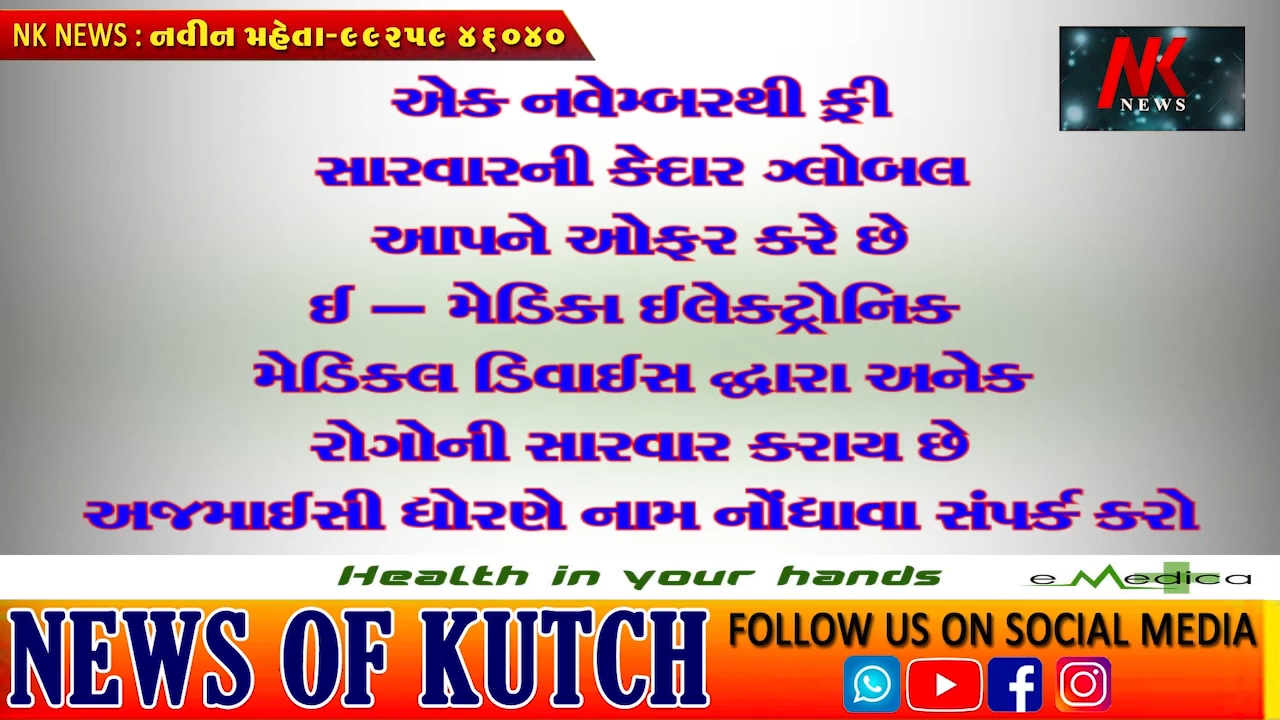 NK NEWS : નવીન મહેતા-૯૯૨૫૯ ૪૬૦૪૦
NK
NEWS
એક નવેમ્બરથી ફ્રી
સારવારની કેદાર ગ્લોબલ
આપને ઓફર કરે છે
ઈ – મેડિકા ઈલેકટ્રોનિક
મેડિકલ ડિવાઈસ દ્વારા અનેક
રોગોની સારવાર કરાય છે
અજમાઈસી ધોરણે નામ નોંધાવા સંપર્ક કરો
Health in your hands
e Medica
NEWS OF KUTCH
FOLLOW US ON SOCIAL MEDIA